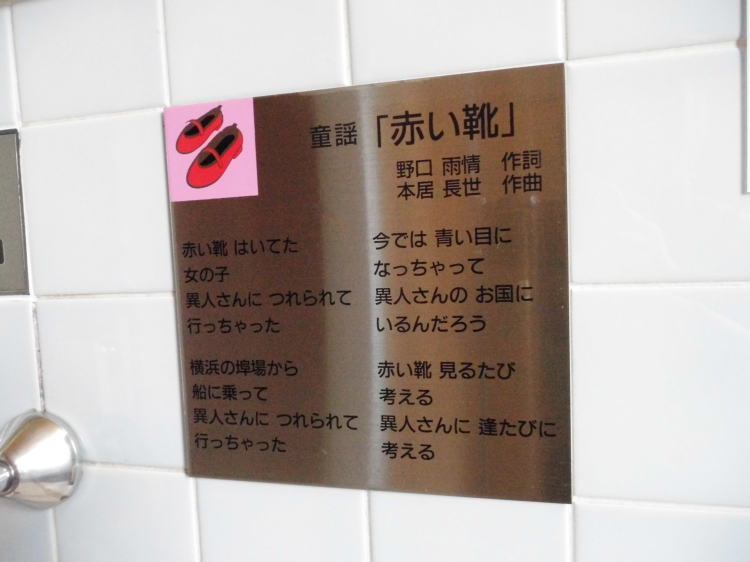 童謡「赤い靴」
野口 雨情 作詞
本居 長世 作曲
赤い靴 はいてた
女の子
異人さんに つれられて
行っちゃった
横浜の埠場から
船に乗って
異人さんに つれられて
行っちゃった
今では 青い目に
なっちゃって
異人さんの お国に
いるんだろう
赤い靴 見るたび
考える
異人さんに 逢たびに
考える